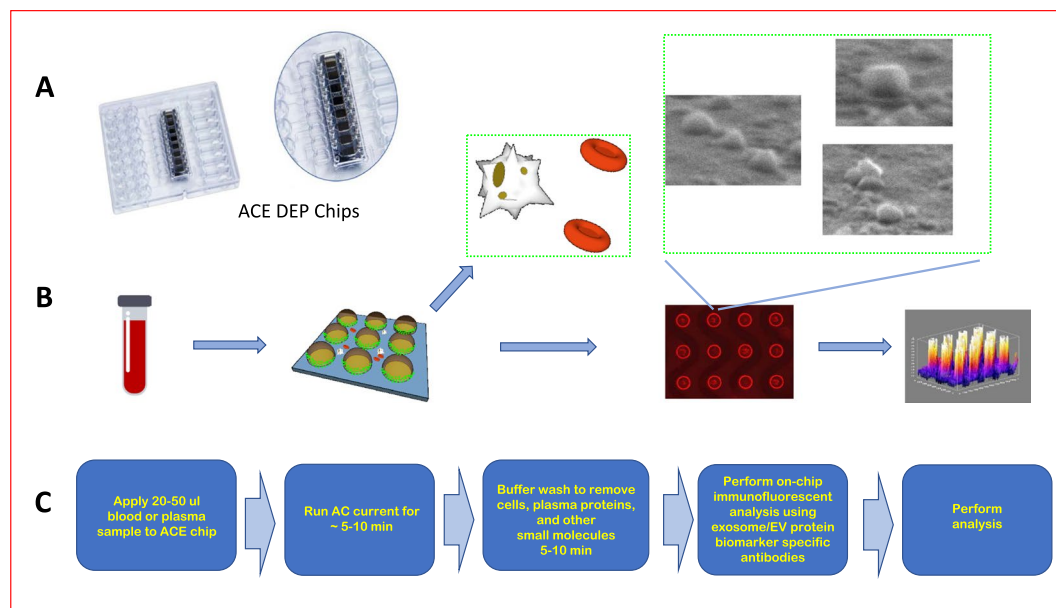 A
ACE DEP Chips
B
C
Apply 20-50 ul
blood or plasma
sample to ACE chip
Run AC current for
~ 5-10 min
Buffer wash to remove
cells, plasma proteins,
and other
small molecules
5-10 min
Perform on-chip
immunofluorescent
analysis using
exosome/EV protein
biomarker specific
antibodies
Perform
analysis